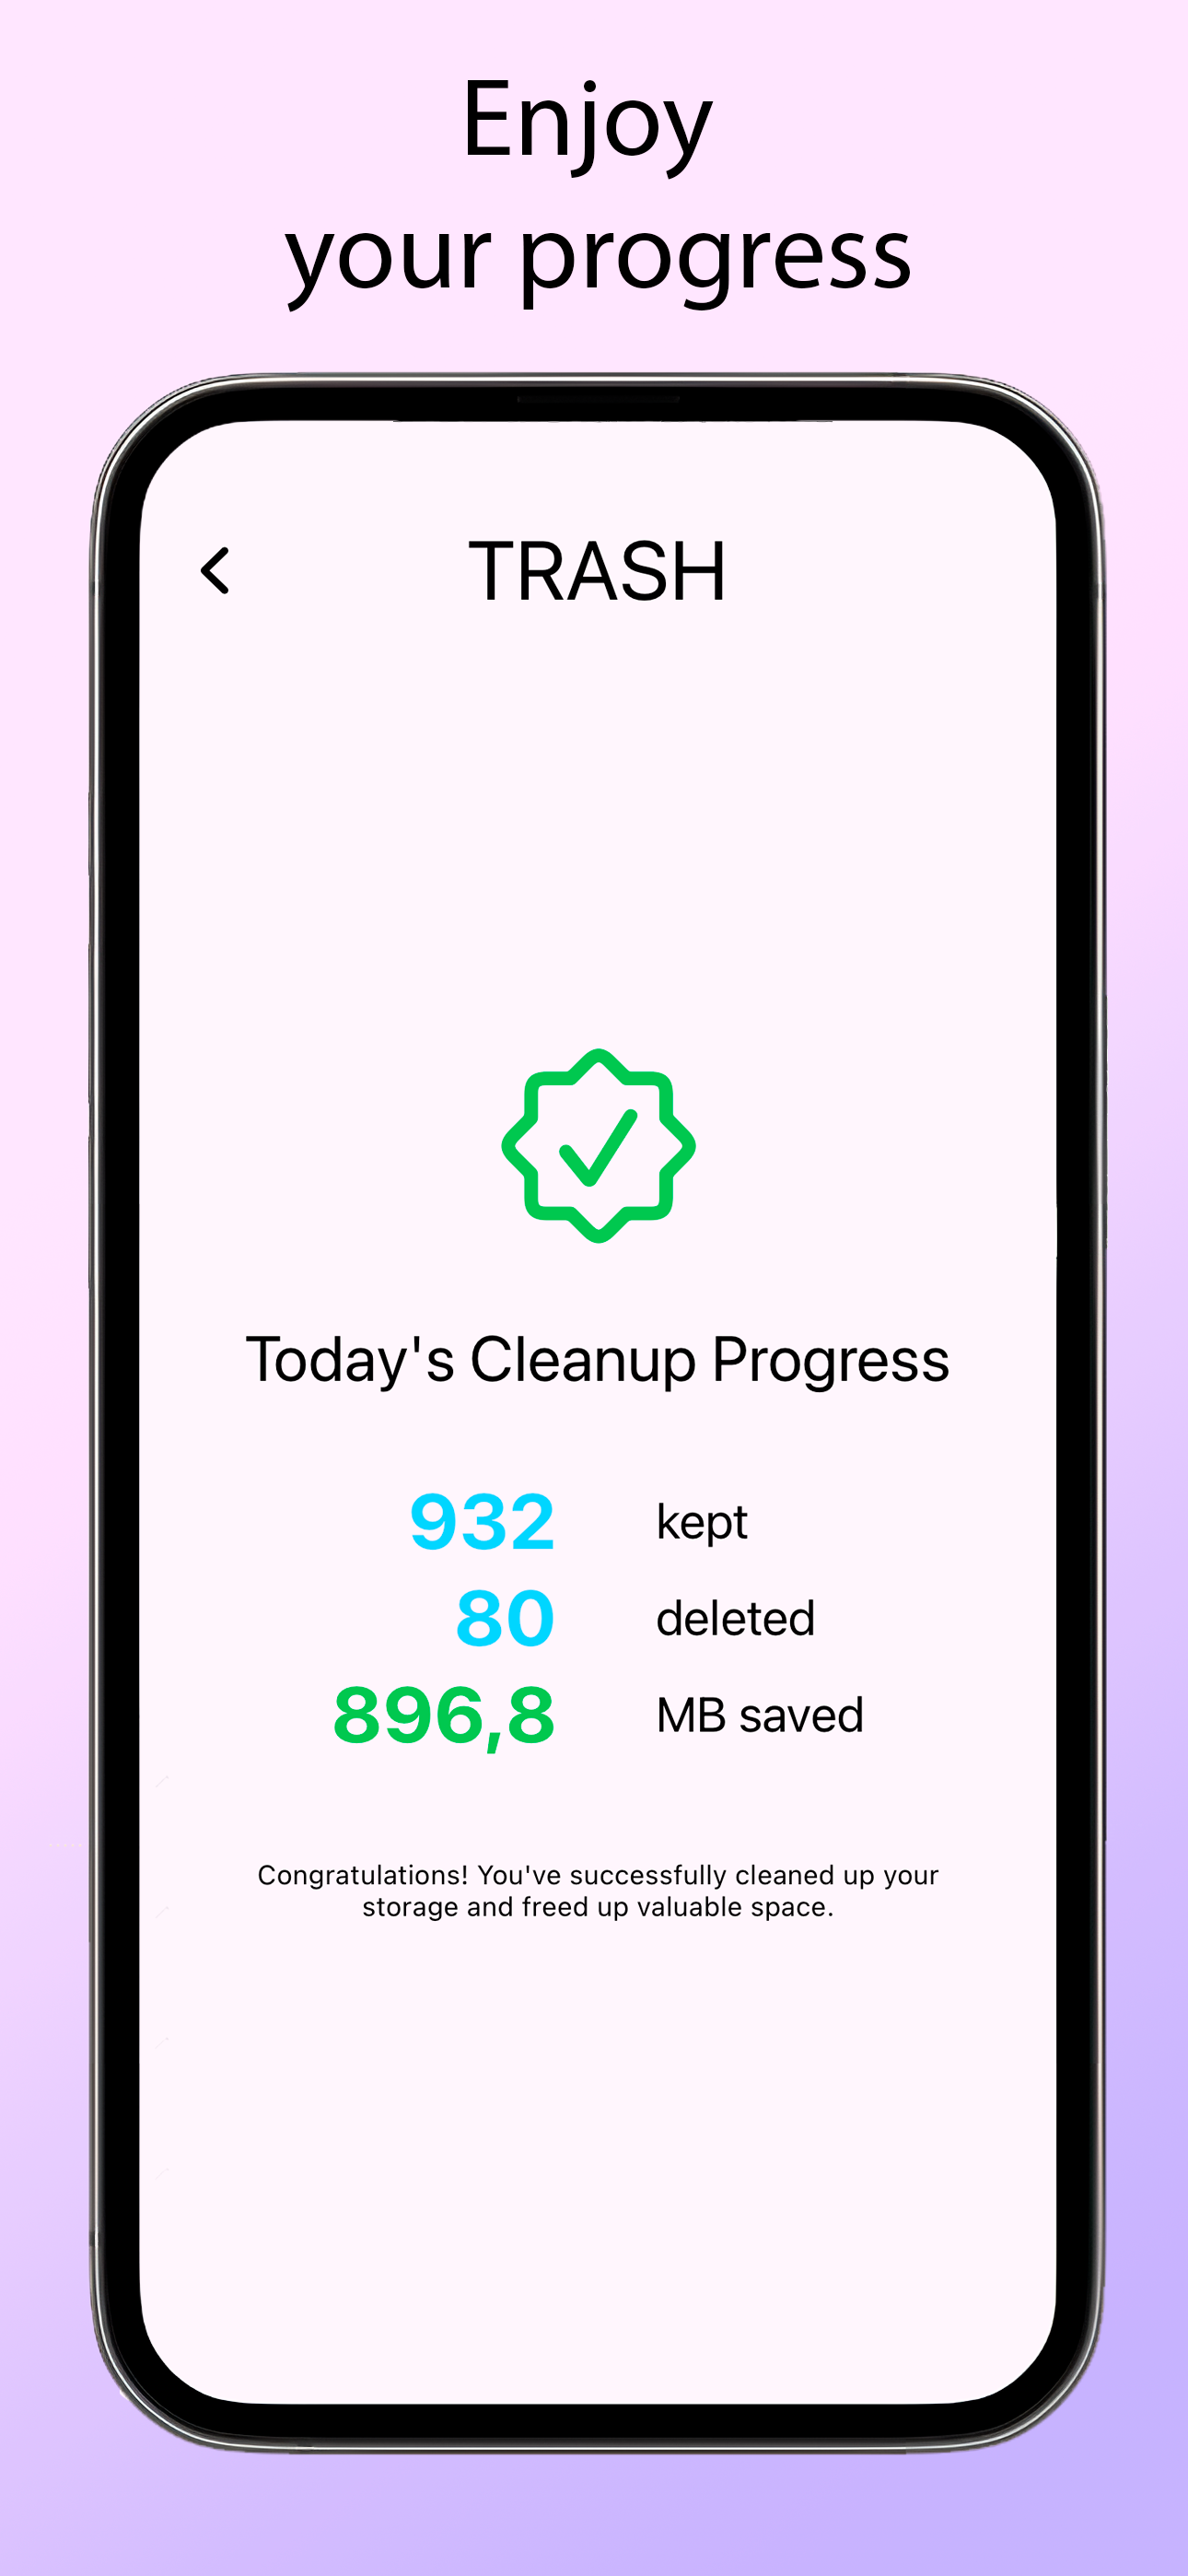 Enjoy
your progress
TRASH
Today's Cleanup Progress
932 kept
80 deleted
896,8 MB saved
Congratulations! You've successfully cleaned up your
storage and freed up valuable space.